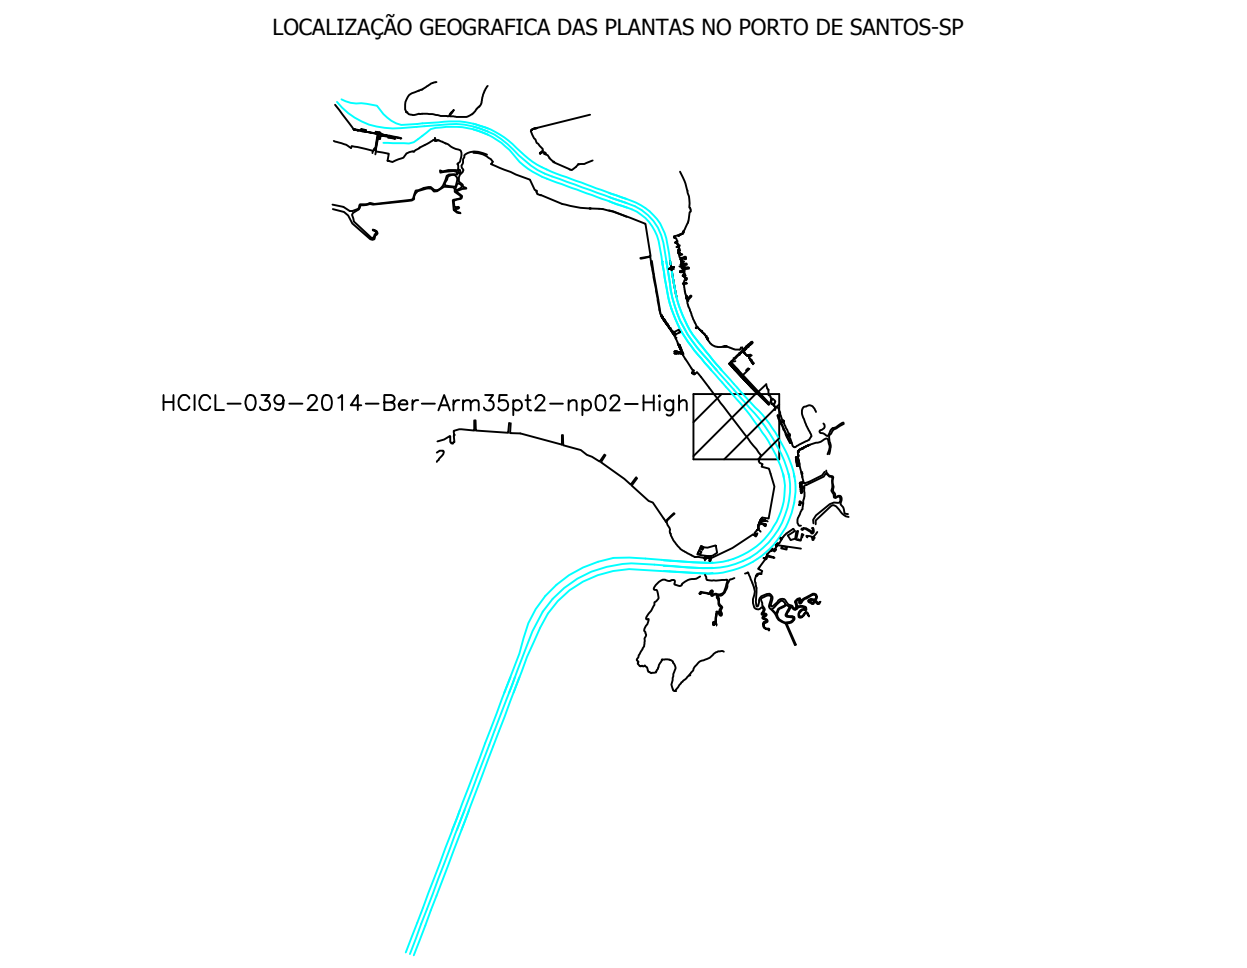 LOCALIZAÇÃO GEOGRAFICA DAS PLANTAS NO PORTO DE SANTOS-SP
HCICL-039-2014-Ber-Arm35pt2-np02-High